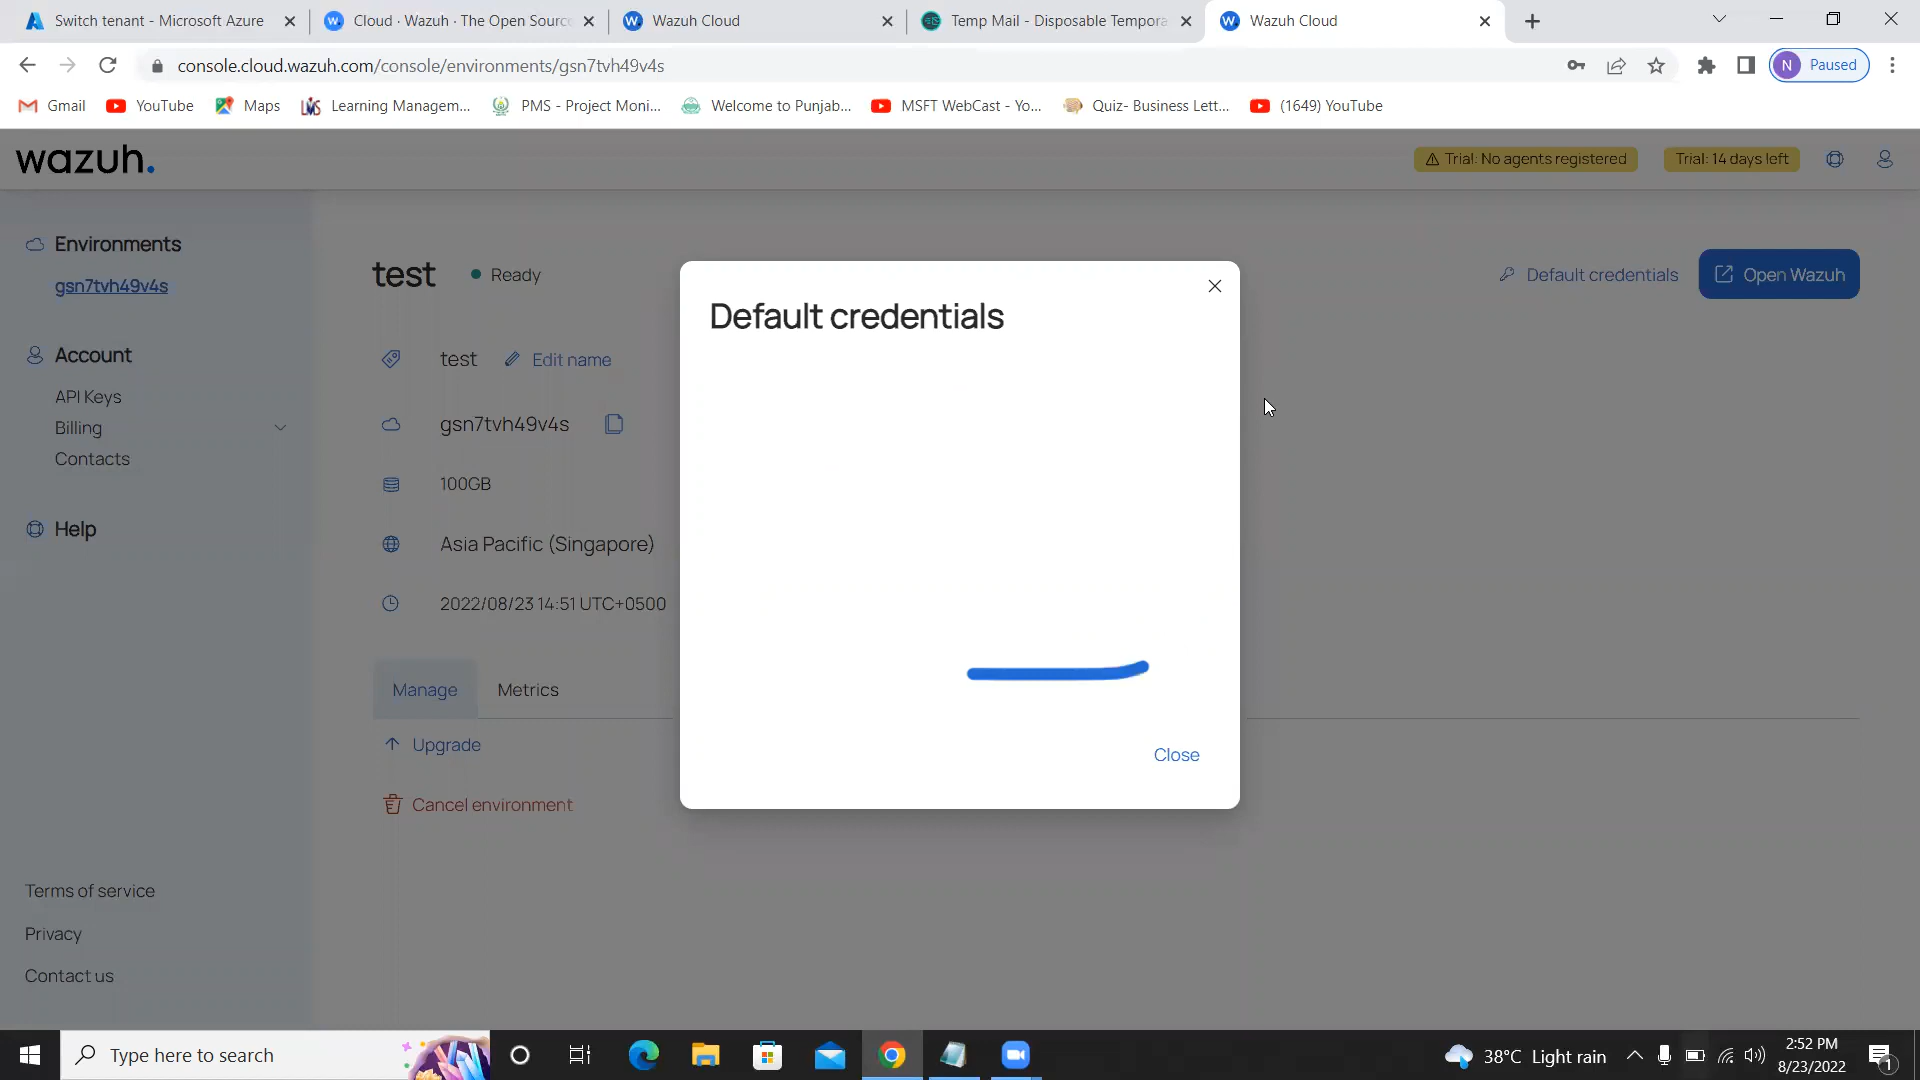 Switch tenant - Microsoft Azure
Cloud · Wazuh · The Open Sourc
Wazuh Cloud
Temp Mail - Disposable Tempora
Wazuh Cloud
console.cloud.wazuh.com/console/environments/gsn7tvh49v4s
N Paused
Gmail
YouTube
Maps
Learning Managem...
PMS - Project Moni...
Welcome to Punjab...
MSFT WebCast - Yo...
Quiz- Business Lett...
(1649) YouTube
wazuh.
Trial: No agents registered
Trial: 14 days left
Environments
gsn7tvh49v4s
Account
API Keys
Billing
Contacts
Help
Terms of service
Privacy
Contact us
test
Ready
Default credentials
Open Wazuh
test
Edit name
gsn7tvh49v4s
100GB
Asia Pacific (Singapore)
2022/08/23 14:51 UTC+0500
Manage
Metrics
Upgrade
Cancel environment
Default credentials
Close
Type here to search
38°C Light rain
2:52 PM
8/23/2022
1